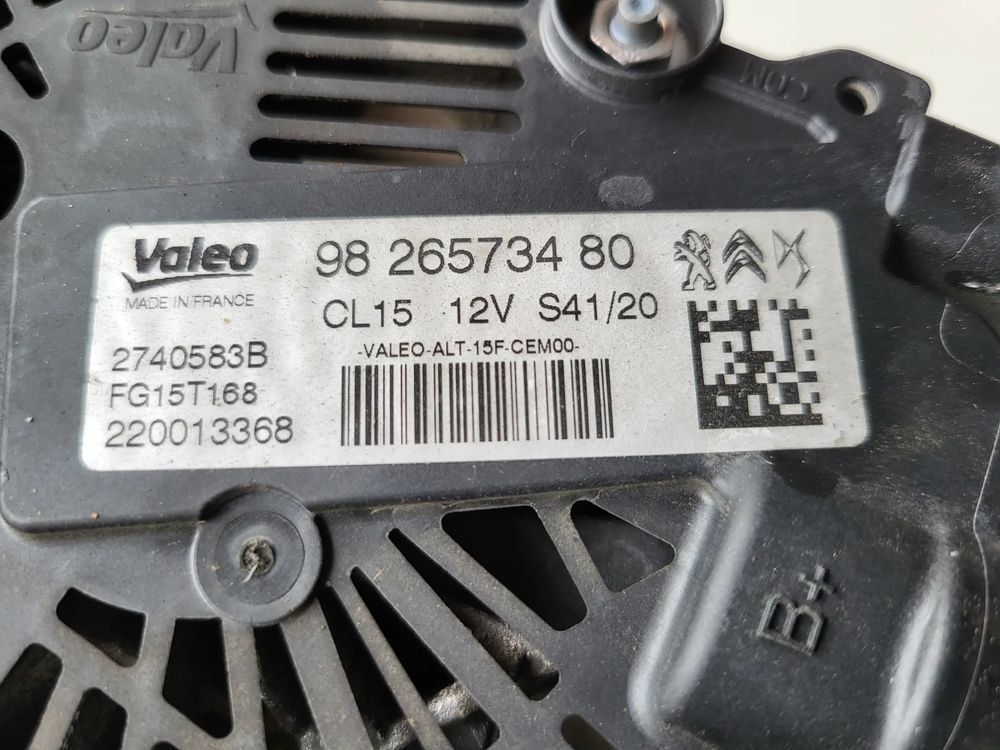 Valeo
COM
Valeo
MADE IN FRANCE
98 265734 80
CL15 12V S41/20
-VALEO-ALT-15F-CEM00-
2740583B
FG15T168
220013368
B+